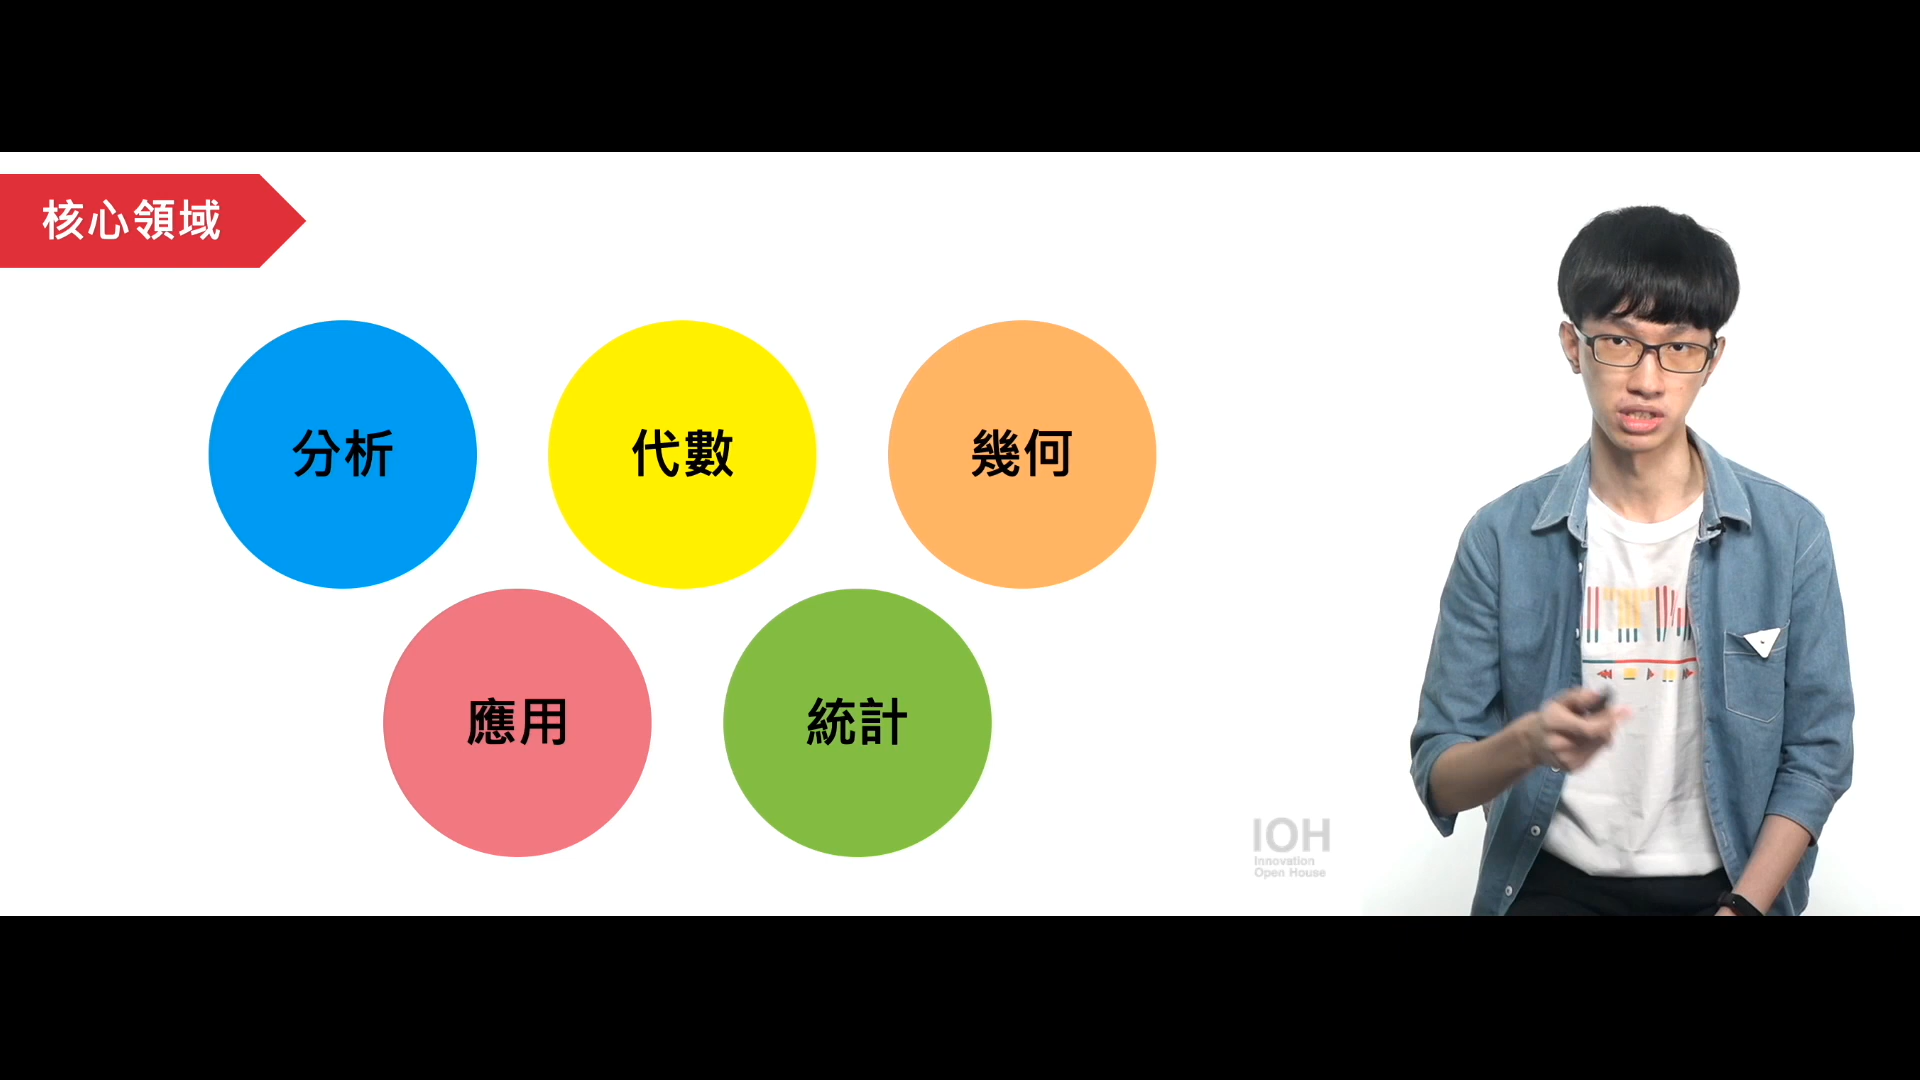 核心領域
分析
代數
幾何
應用
統計
IOH
Innovation
Open House